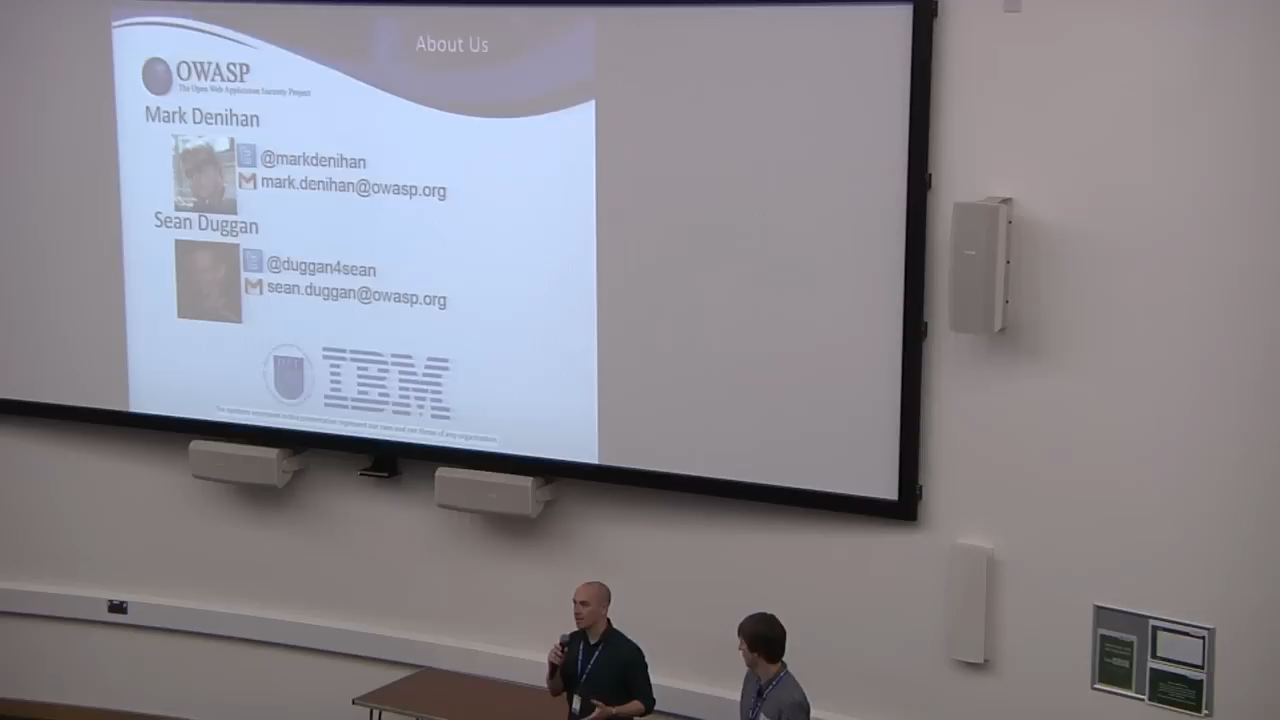 About Us
OWASP
The Open Web Application Security Project
Mark Denihan
@markdenihan
mark.denihan@owasp.org
Sean Duggan
@duggan4sean
sean.duggan@owasp.org
IBM